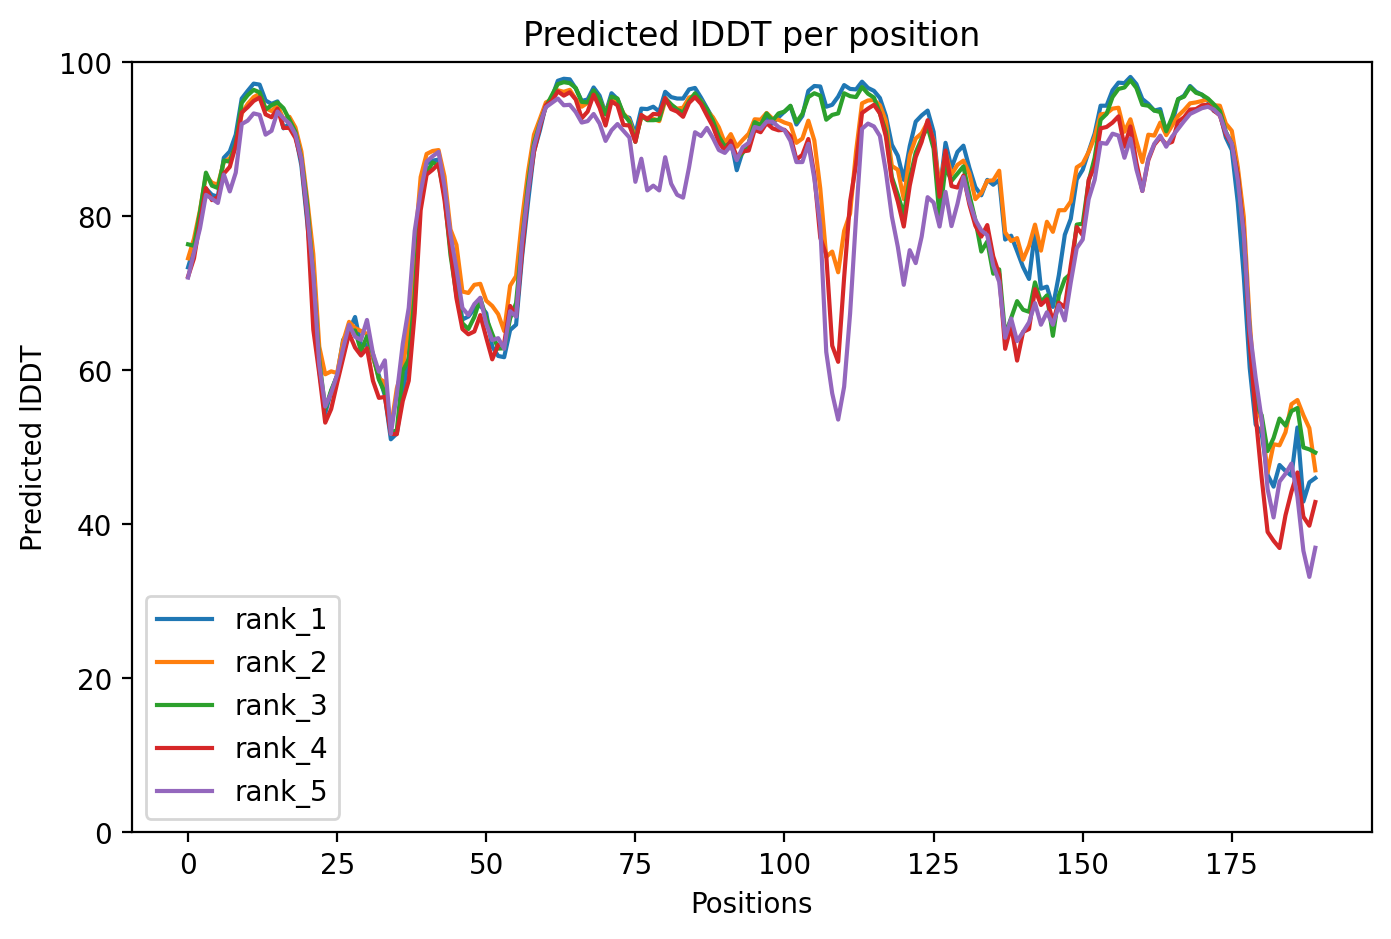 Predicted lDDT per position
100
80
60
40
20
0
Predicted lDDT
rank_1
rank_2
rank_3
rank_4
rank_5
0 25 50 75 100 125 150 175
Positions